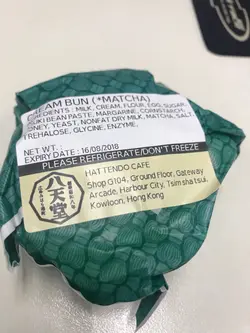 AM BUN (*MATCHA)
: MILK, CREAM, FLOUR, EGG, SUGAR,
BEAN PASTE, MARGARINE, CORNSTARCH,
YEAST, NONFAT DRY MILK, MATCHA, SALT,
TREHALOSE, GLYCINE, ENZYME,
NET WT. :
EXPIRY DATE : 16/08/2018
PLEASE REFRIGERATE/DON'T FREEZE
八天堂
HATTENDO CAFE
Shop G104, Ground Floor, Gateway
Arcade, Harbour City, Tsim sha tsui,
Kowloon, Hong Kong